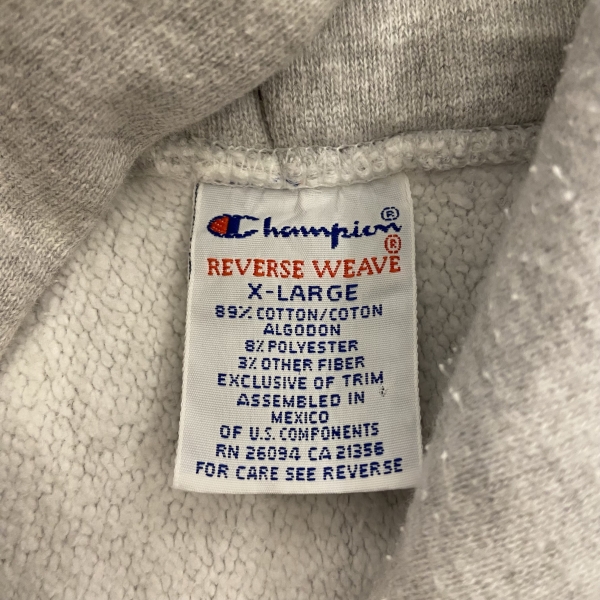 Champion®
REVERSE WEAVE®
X-LARGE
89% COTTON/COTON
ALGODON
8% POLYESTER
3% OTHER FIBER
EXCLUSIVE OF TRIM
ASSEMBLED IN
MEXICO
OF U.S. COMPONENTS
RN 26094 CA 21356
FOR CARE SEE REVERSE